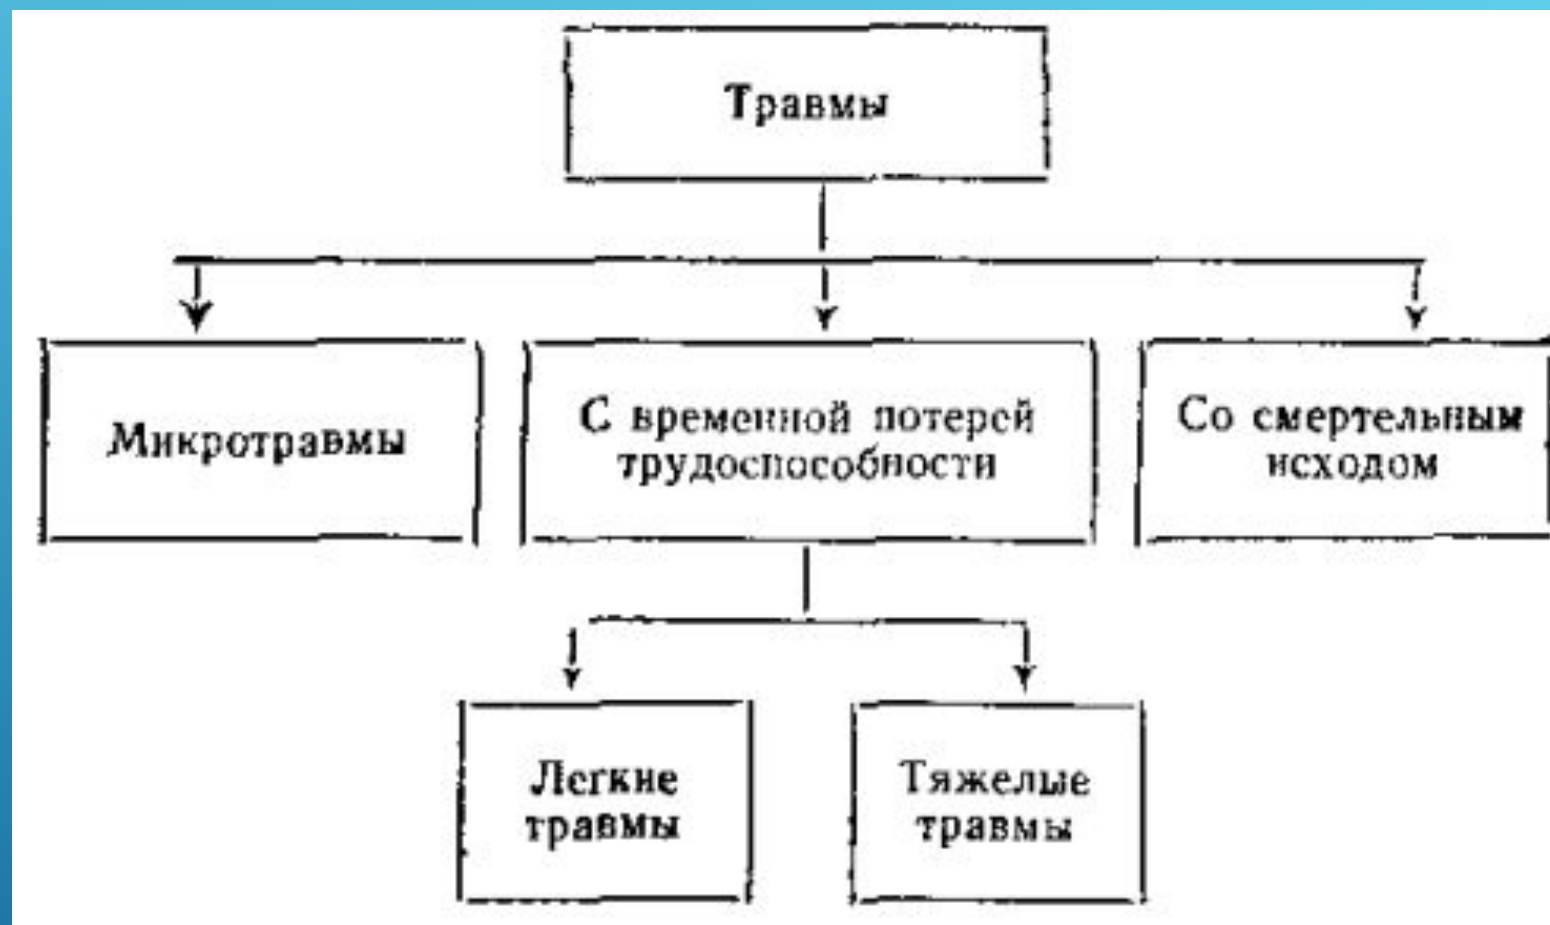 Травмы
Микротравмы
С временной потерей
трудоспособности
Со смертельным
исходом
Легкие
травмы
Тяжелые
травмы